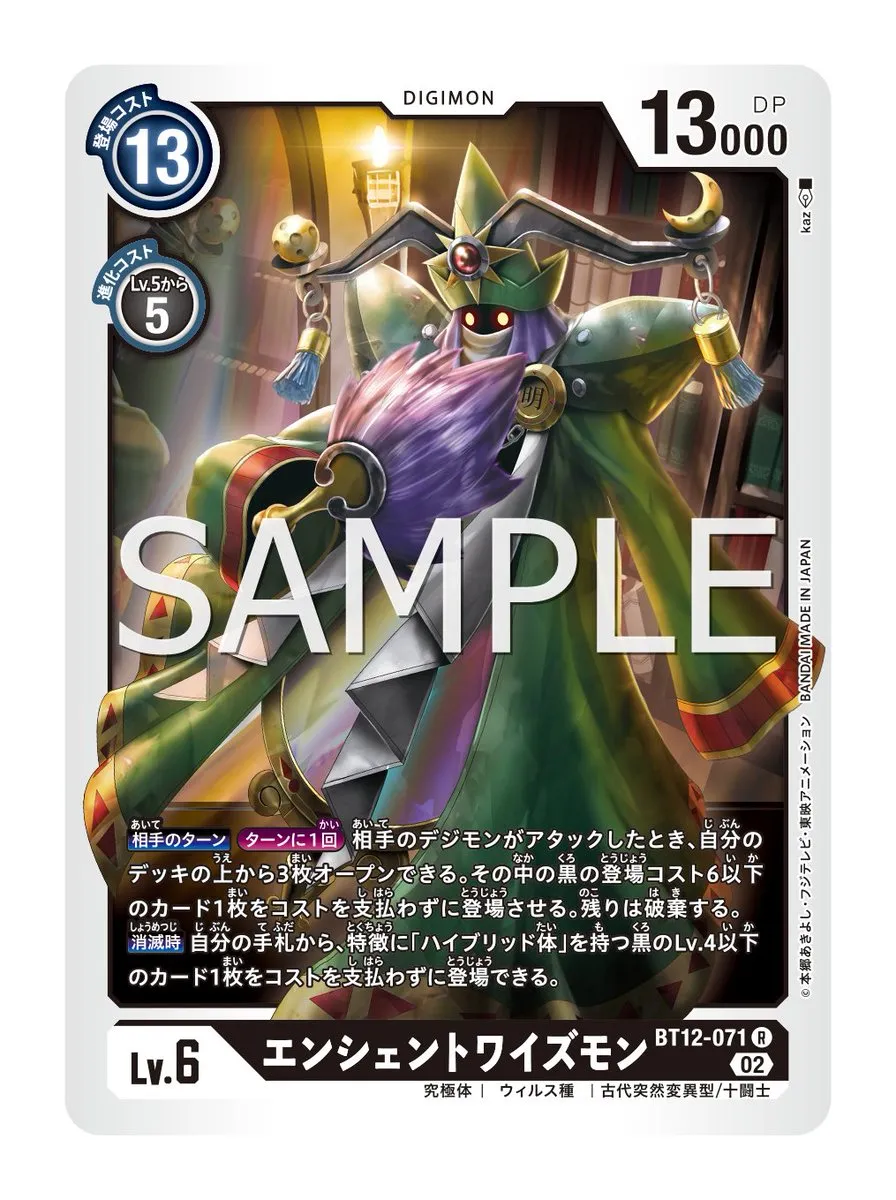 DIGIMON
登場コスト
13
13000
DP
進化コスト
Lv.5から
5
kaz
明
SAMPLE
相手のターン ターンに1回 相手のデジモンがアタックしたとき、自分の
デッキの上から3枚オープンできる。その中の黒の登場コスト6以下
のカード1枚をコストを支払わずに登場させる。残りは破棄する。
消滅時 自分の手札から、特徴に「ハイブリッド体」を持つ黒のLv.4以下
のカード1枚をコストを支払わずに登場できる。
©本郷あきよし・フジテレビ・東映アニメーション BANDAI MADE IN JAPAN
Lv.6
エンシェントワイズモン
BT12-071 R
02
究極体 | ウィルス種 | 古代突然変異型/十闘士